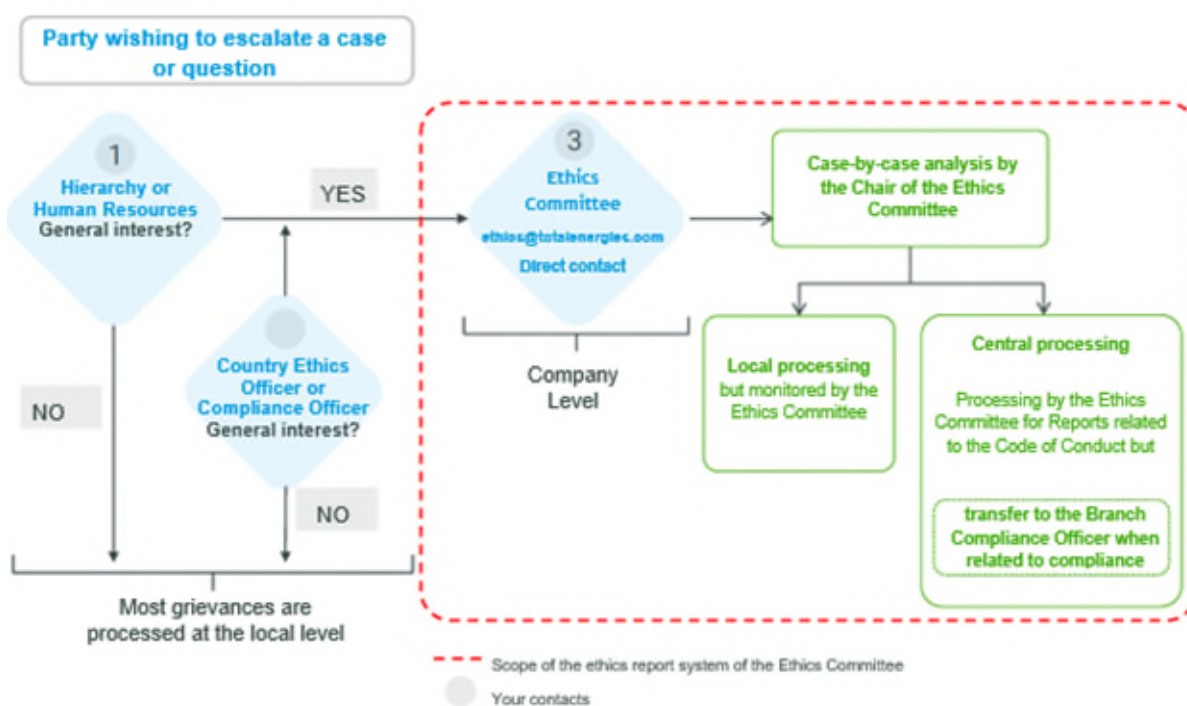 Party wishing to escalate a case
or question
1
Hierarchy or
Human Resources
General interest?
YES
NO
Country Ethics
Officer or
Compliance Officer
General interest?
NO
Most grievances are
processed at the local level
3
Ethics
Committee
ethics@totalenergies.com
Direct contact
Company
Level
Case-by-case analysis by
the Chair of the Ethics
Committee
Local processing
but monitored by the
Ethics Committee
Central processing
Processing by the Ethics
Committee for Reports related
to the Code of Conduct but
transfer to the Branch
Compliance Officer when
related to compliance
Scope of the ethics report system of the Ethics Committee
Your contacts